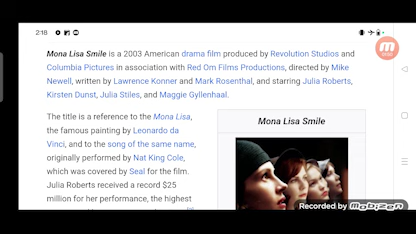 2:18
Mona Lisa Smile is a 2003 American drama film produced by Revolution Studios and
Columbia Pictures in association with Red Om Films Productions, directed by Mike
Newell, written by Lawrence Konner and Mark Rosenthal, and starring Julia Roberts,
Kirsten Dunst, Julia Stiles, and Maggie Gyllenhaal.
The title is a reference to the Mona Lisa,
the famous painting by Leonardo da
Vinci, and to the song of the same name,
originally performed by Nat King Cole,
which was covered by Seal for the film.
Julia Roberts received a record $25
million for her performance, the highest
Mona Lisa Smile
Recorded by Mobizen